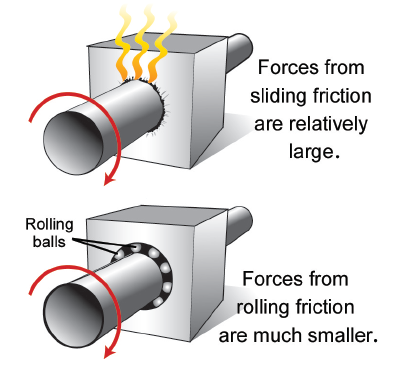 Forces from
sliding friction
are relatively
large.
Rolling
balls
Forces from
rolling friction
are much smaller.